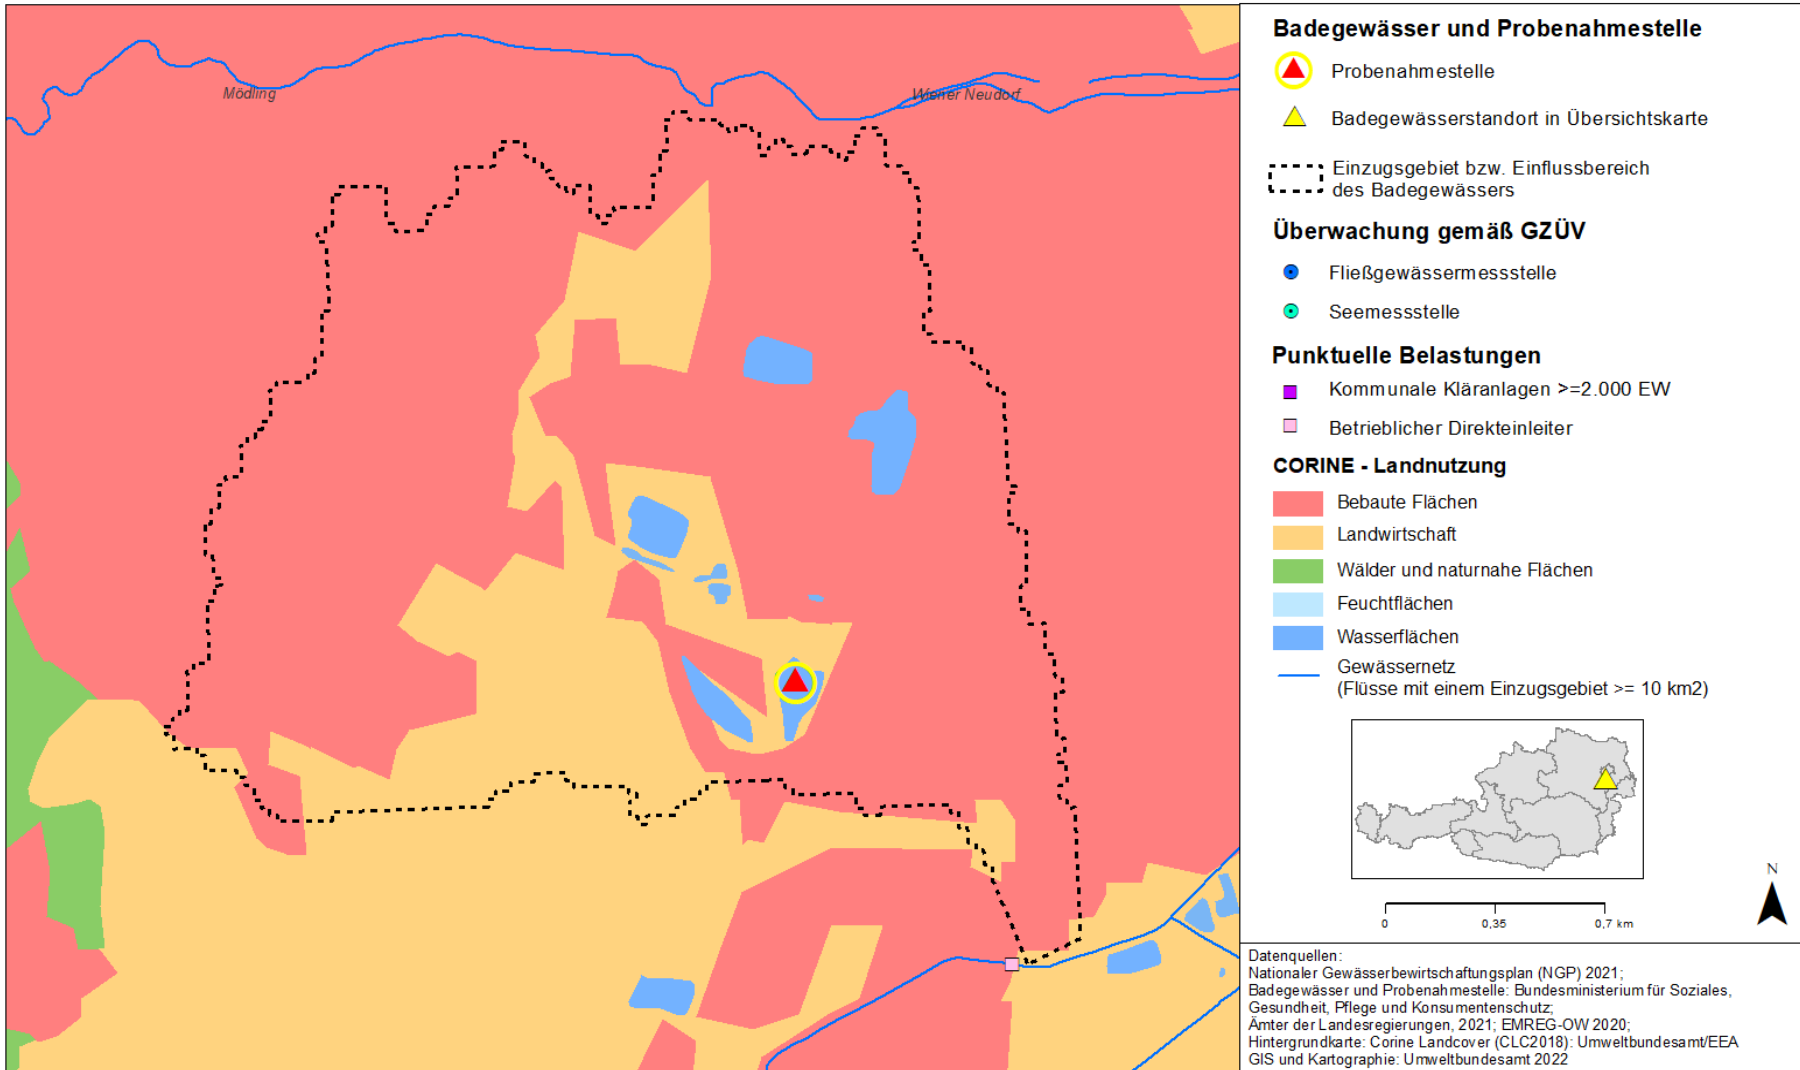 Mödling
Wiener Neudorf
Badegewässer und Probenahmestelle
Probenahmestelle
Badegewässerstandort in Übersichtskarte
Einzugsgebiet bzw. Einflussbereich
des Badegewässers
Überwachung gemäß GZÜV
Fließgewässermessstelle
Seemessstelle
Punktuelle Belastungen
Kommunale Kläranlagen >=2.000 EW
Betrieblicher Direkteinleiter
CORINE - Landnutzung
Bebaute Flächen
Landwirtschaft
Wälder und naturnahe Flächen
Feuchtflächen
Wasserflächen
Gewässernetz
(Flüsse mit einem Einzugsgebiet >= 10 km2)
N
0 0,35 0,7 km
Datenquellen:
Nationaler Gewässerbewirtschaftungsplan (NGP) 2021;
Badegewässer und Probenahmestelle: Bundesministerium für Soziales,
Gesundheit, Pflege und Konsumentenschutz;
Ämter der Landesregierungen, 2021; EMREG-OW 2020;
Hintergrundkarte: Corine Landcover (CLC2018): Umweltbundesamt/EEA
GIS und Kartographie: Umweltbundesamt 2022